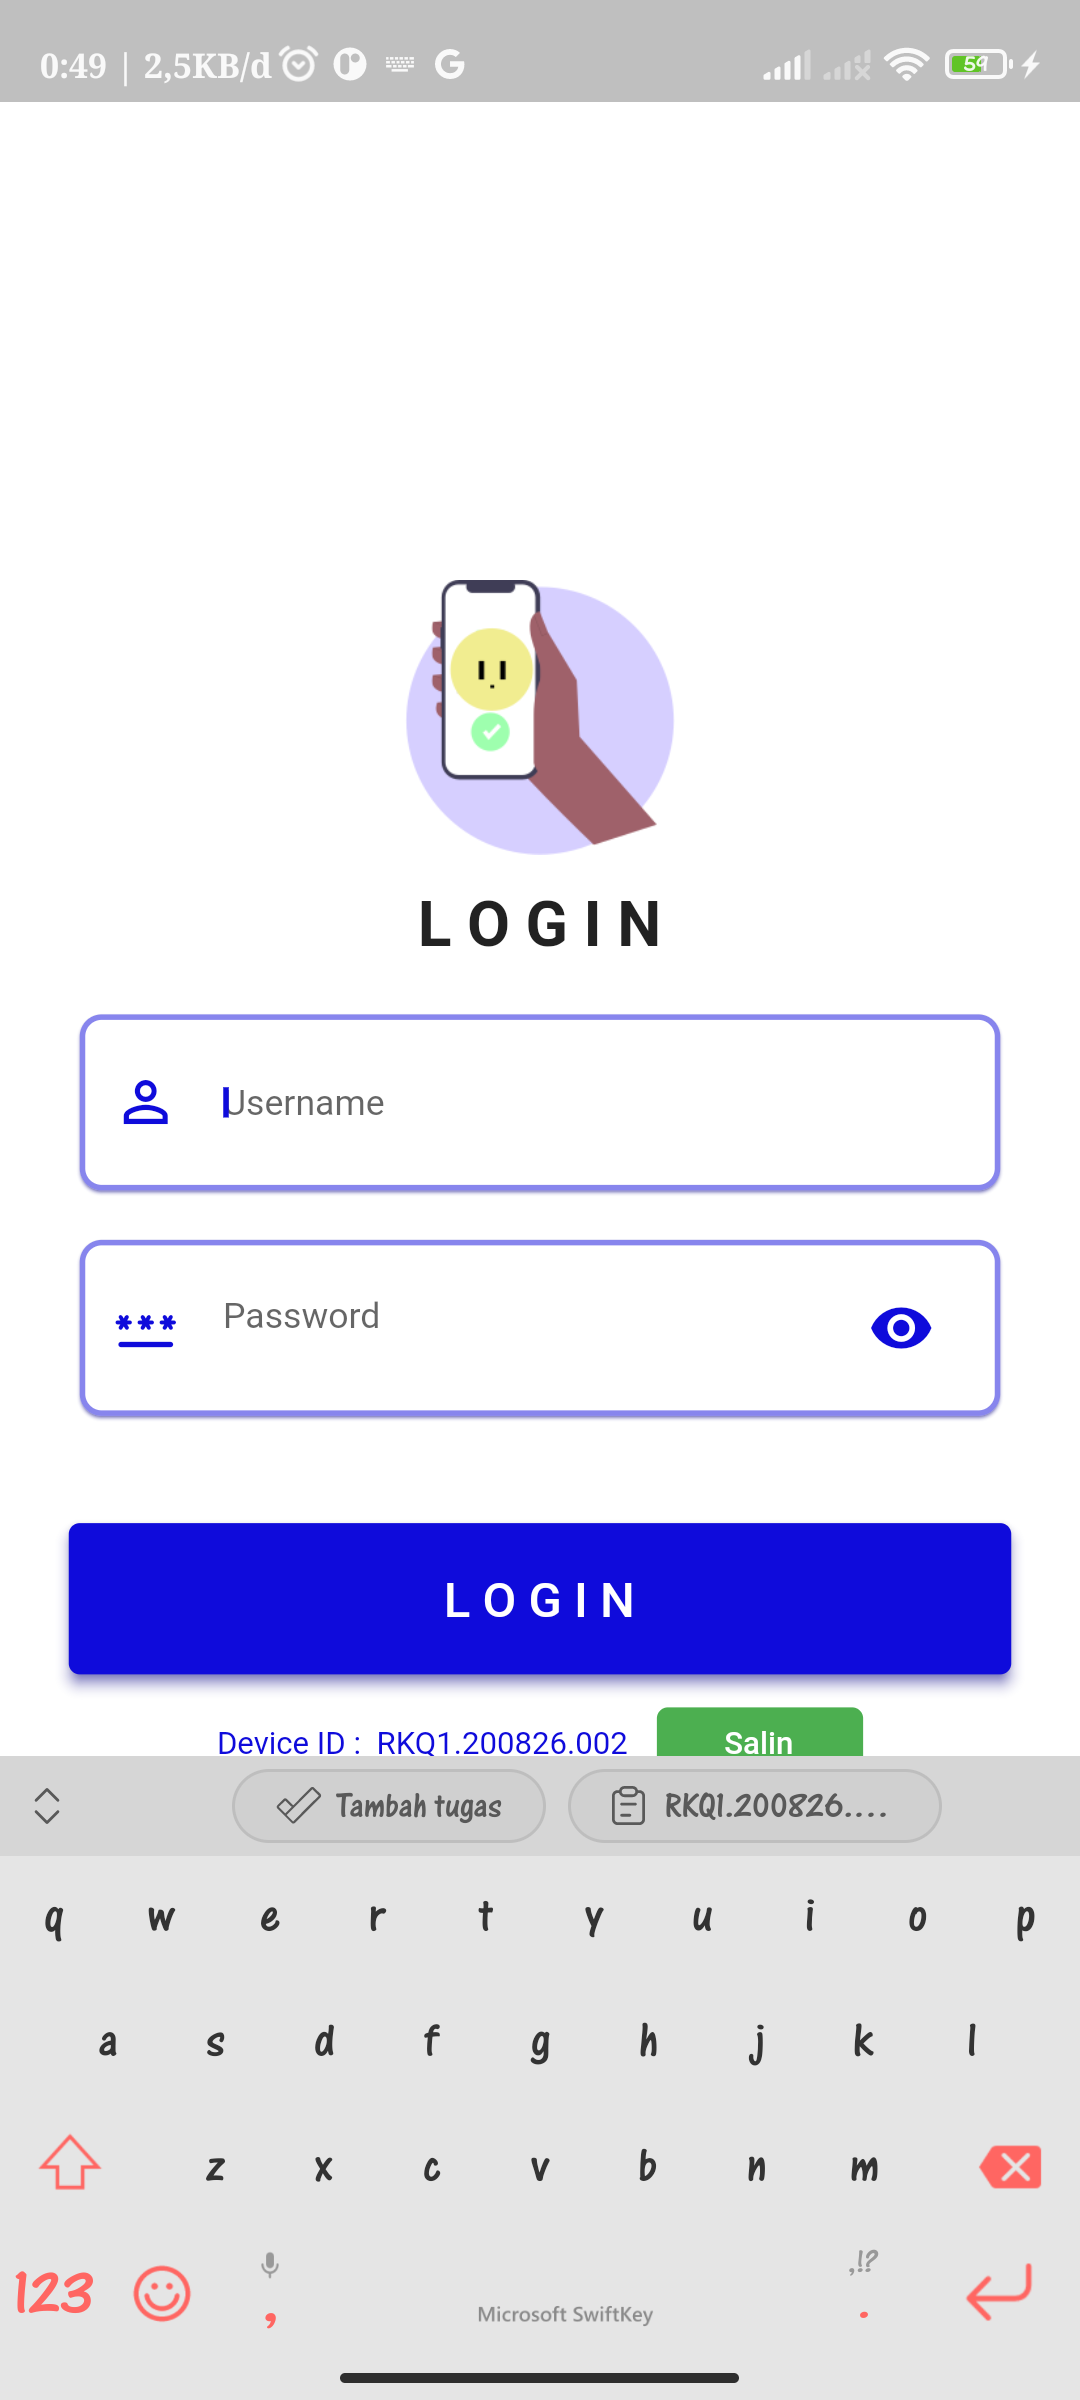 0:49 | 2,5KB/d
59
LOGIN
Username
Password
LOGIN
Device ID : RKQ1.200826.002 Salin
Tambah tugas RKQ1.200826....
q w e r t y u i o p
a s d f g h j k l
z x c v b n m
,!?
123 , Microsoft SwiftKey .